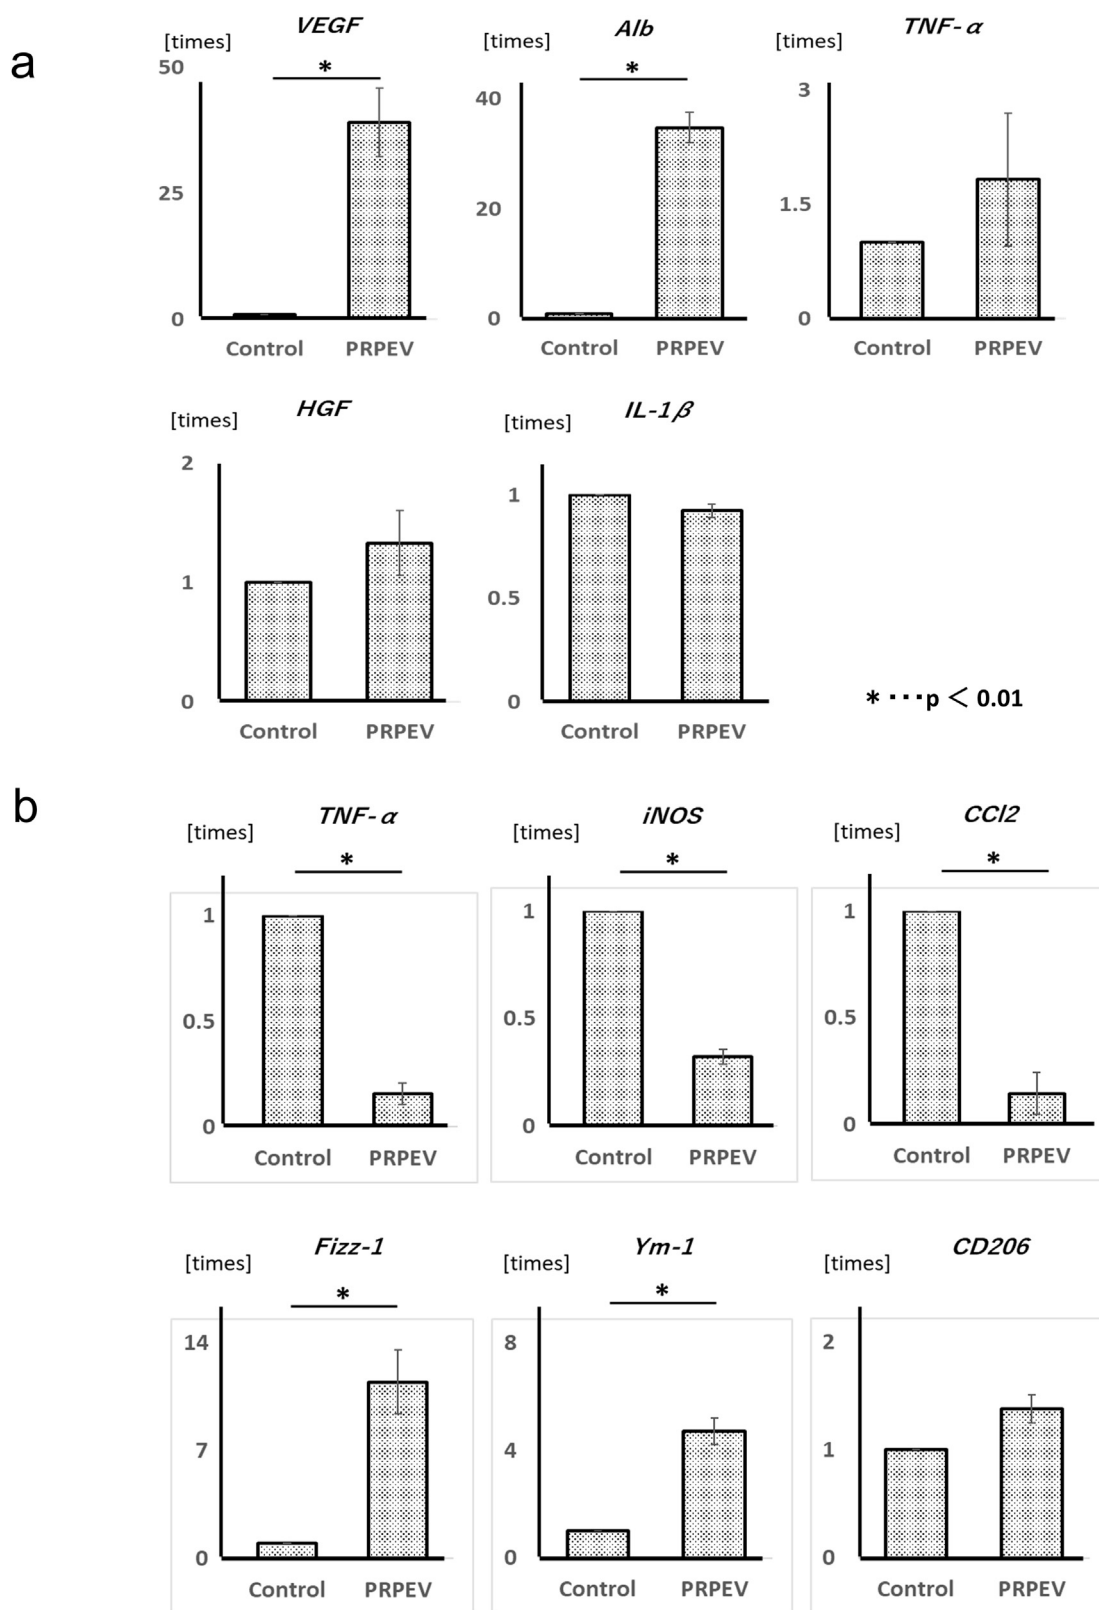 a
VEGF
Alb
TNF- α
[times]
[times]
[times]
*
*
50
25
0
40
20
0
3
1.5
0
Control PRPEV
Control PRPEV
Control PRPEV
HGF
IL-1β
[times]
[times]
2
1
0
1
0.5
0
Control PRPEV
Control PRPEV
* ･･･p ＜ 0.01
b
TNF- α
iNOS
CCl2
[times]
[times]
[times]
*
*
*
1
0.5
0
1
0.5
0
1
0.5
0
Control PRPEV
Control PRPEV
Control PRPEV
Fizz-1
Ym-1
CD206
[times]
[times]
[times]
*
*
14
7
0
8
4
0
2
1
0
Control PRPEV
Control PRPEV
Control PRPEV